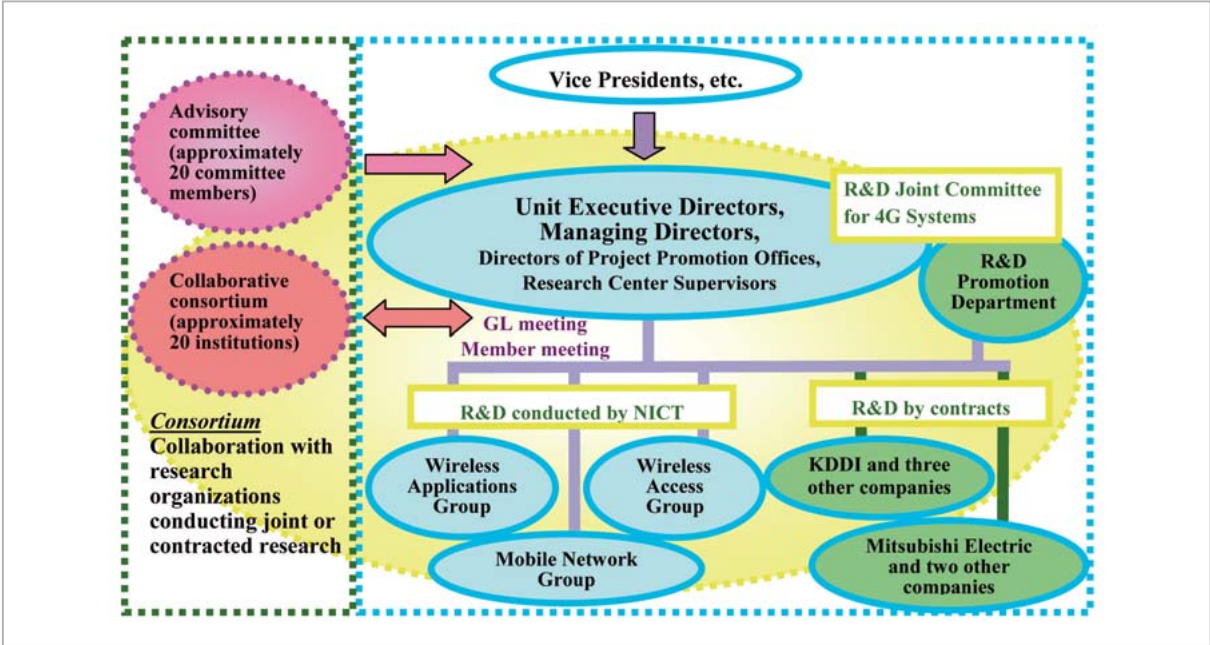 Vice Presidents, etc.
Advisory
committee
(approximately
20 committee
members)
Unit Executive Directors,
Managing Directors,
Directors of Project Promotion Offices,
Research Center Supervisors
R&D Joint Committee
for 4G Systems
R&D
Promotion
Department
Collaborative
consortium
(approximately
20 institutions)
GL meeting
Member meeting
Consortium
Collaboration with
research
organizations
conducting joint or
contracted research
R&D conducted by NICT
R&D by contracts
Wireless
Applications
Group
Wireless
Access
Group
KDDI and three
other companies
Mobile Network
Group
Mitsubishi Electric
and two other
companies